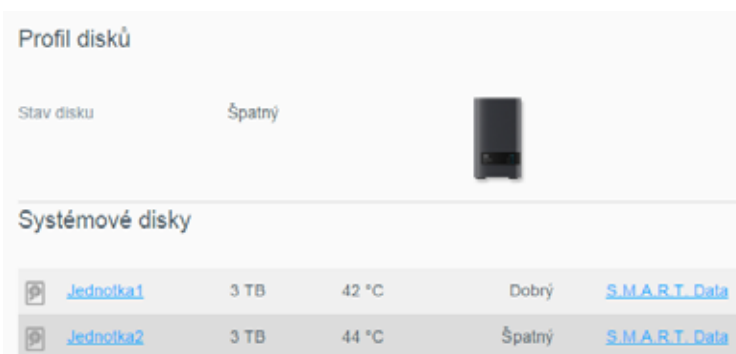 Profil disků
Stav disku Špatný
Systémové disky
Jednotka1 3 TB 42 °C Dobrý S.M.A.R.T. Data
Jednotka2 3 TB 44 °C Špatný S.M.A.R.T. Data